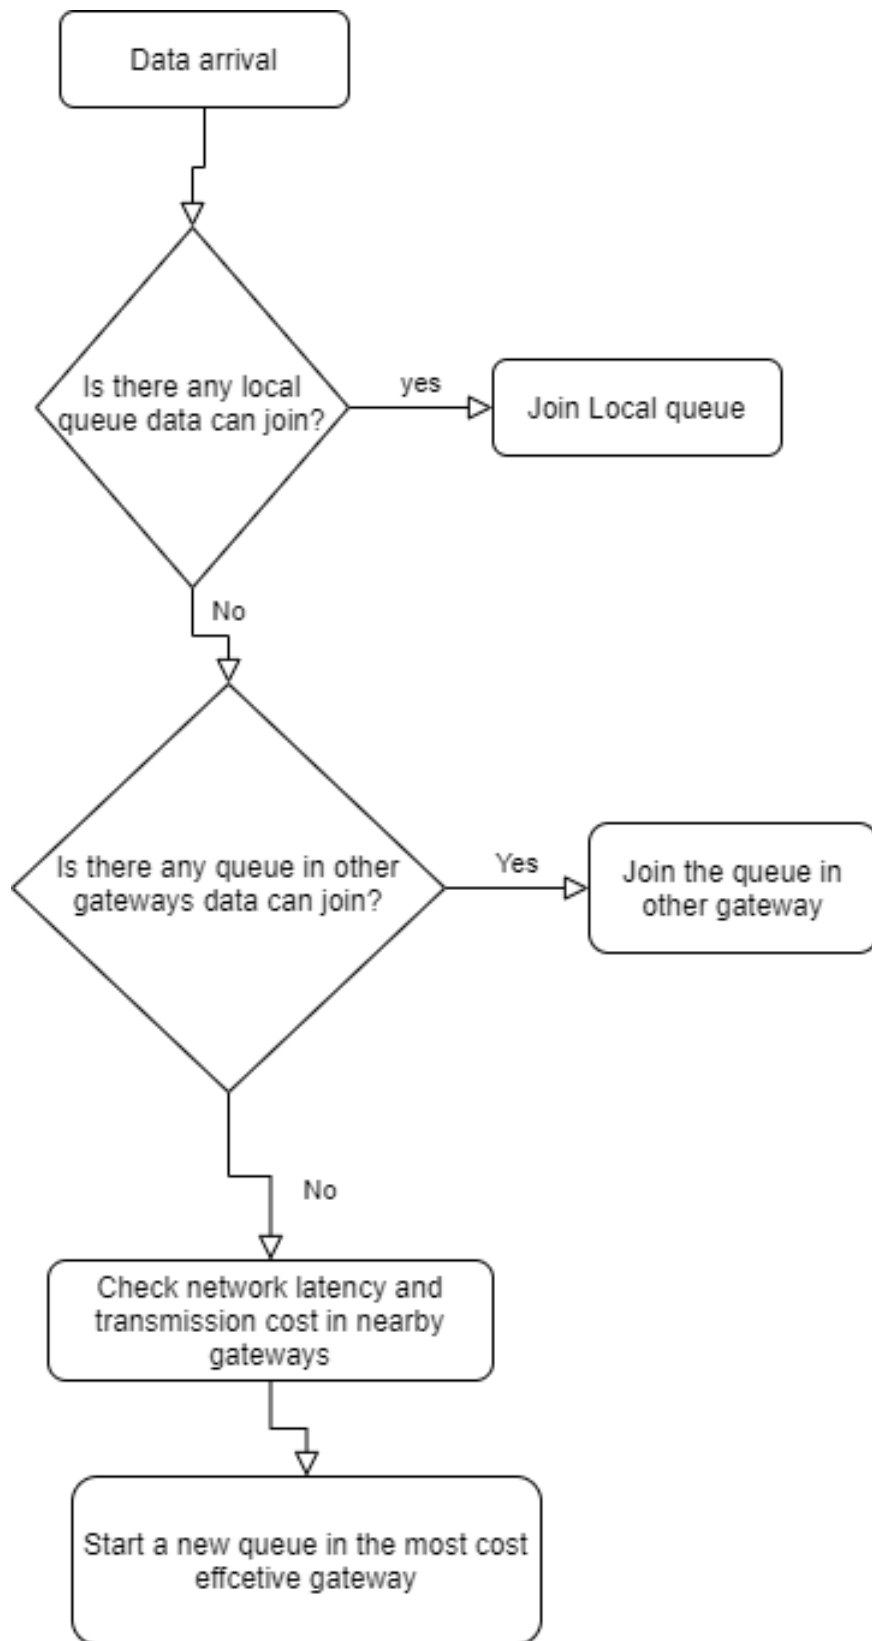 Data arrival
Is there any local
queue data can join?
yes
Join Local queue
No
Is there any queue in other
gateways data can join?
Yes
Join the queue in
other gateway
No
Check network latency and
transmission cost in nearby
gateways
Start a new queue in the most cost
effcetive gateway